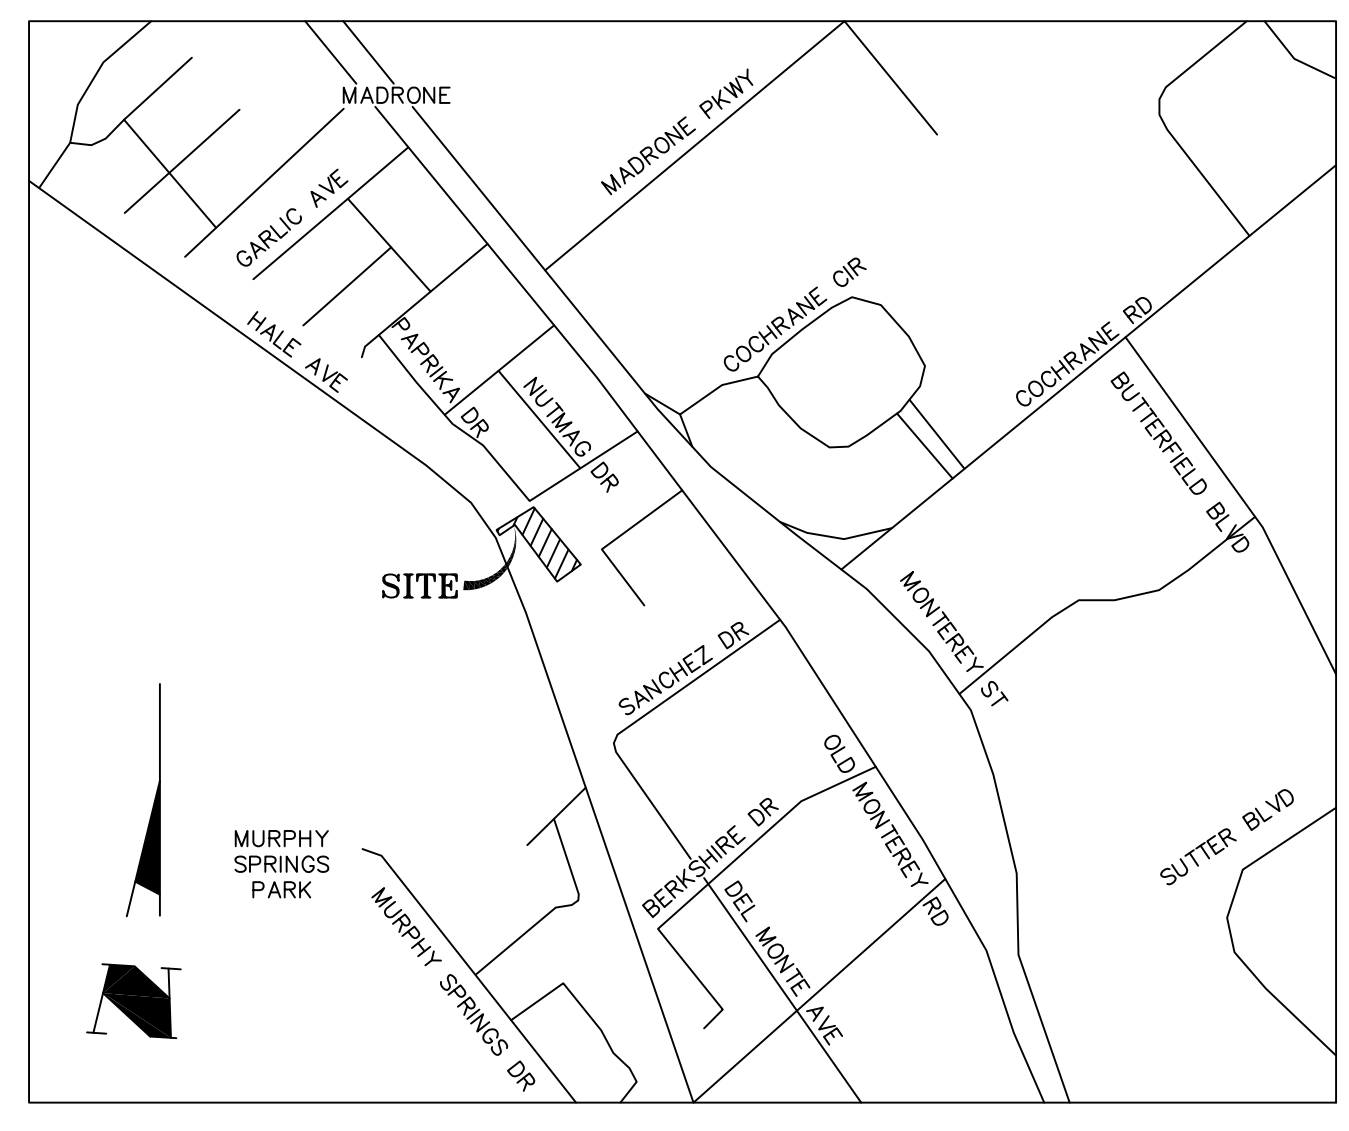 MADRONE
MADRONE PKWY
GARLIC AVE
COCHRANE CIR
HALE AVE
PAPRIKA DR
COCHRANE RD
NUTMAG DR
BUTTERFIELD BLVD
SITE
MONTEREY ST
SANCHEZ DR
OLD MONTEREY RD
BERKSHIRE DR
SUTTER BLVD
MURPHY
SPRINGS
PARK
MURPHY SPRINGS DR
DEL MONTE AVE
N